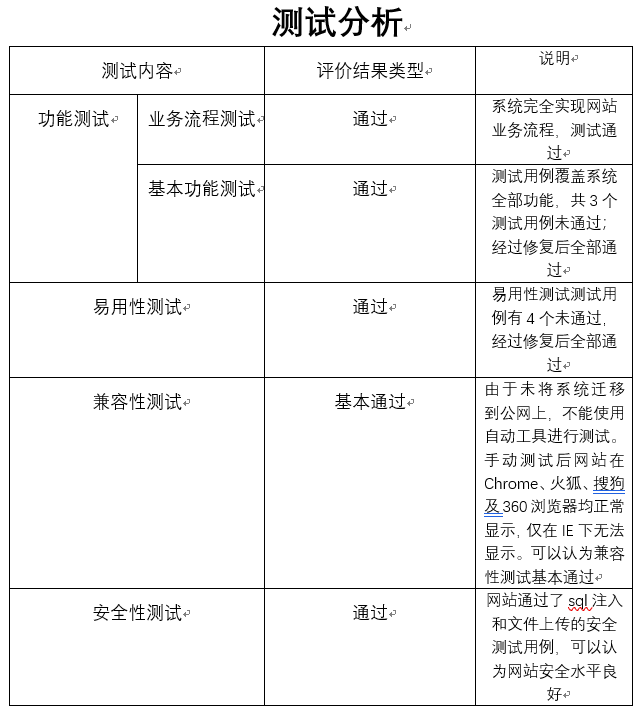 测试分析
测试内容 评价结果类型 说明
功能测试 业务流程测试 通过 系统完全实现网站
业务流程，测试通
过
基本功能测试 通过 测试用例覆盖系统
全部功能，共 3 个
测试用例未通过；
经过修复后全部通
过
易用性测试 通过 易用性测试测试用
例有 4 个未通过，
经过修复后全部通
过
兼容性测试 基本通过 由于未将系统迁移
到公网上，不能使用
自动工具进行测试。
手动测试后网站在
Chrome、火狐、搜狗
及 360 浏览器均正常
显示，仅在 IE 下无法
显示。可以认为兼容
性测试基本通过
安全性测试 通过 网站通过了 sql 注入
和文件上传的安全
测试用例，可以认
为网站安全水平良
好